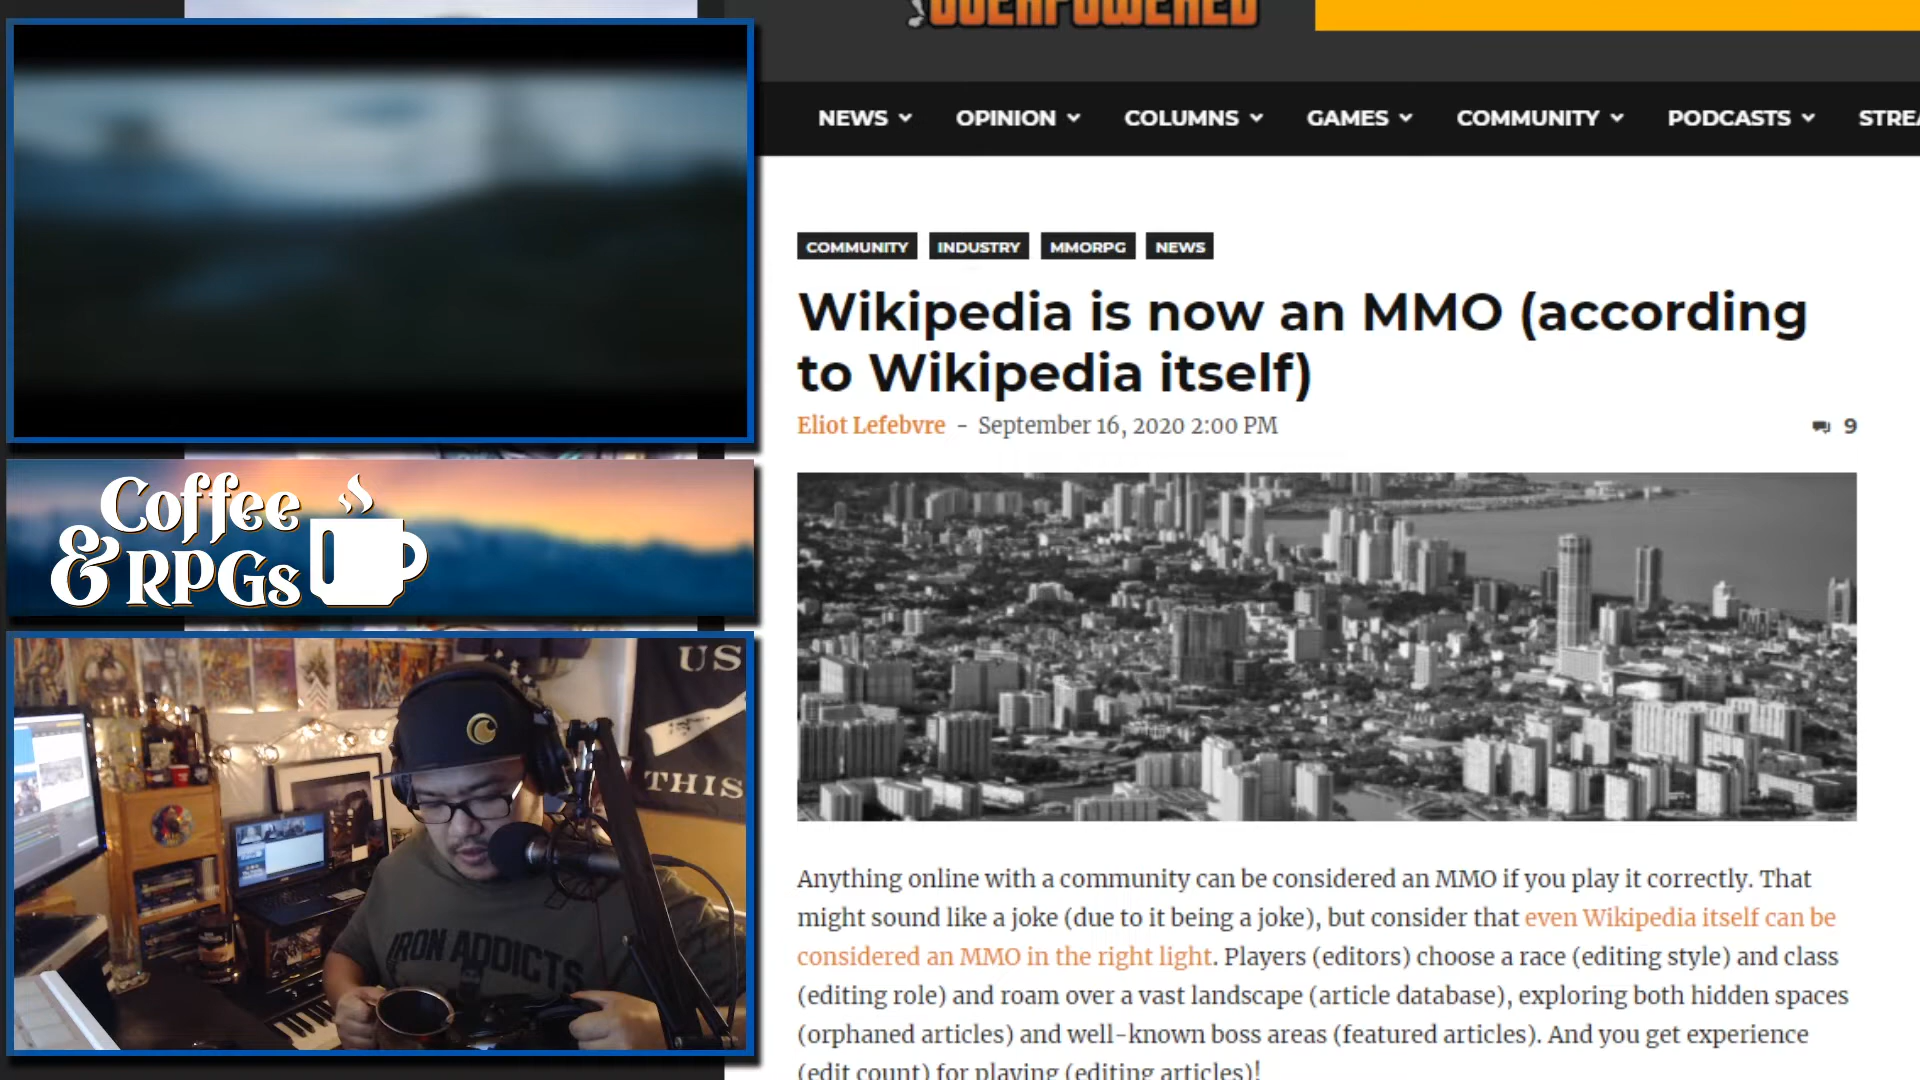 OVERPOWERED
NEWS OPINION COLUMNS GAMES COMMUNITY PODCASTS
COMMUNITY INDUSTRY MMORPG NEWS
Wikipedia is now an MMO (according
to Wikipedia itself)
Eliot Lefebvre - September 16, 2020 2:00 PM
9
Anything online with a community can be considered an MMO if you play it correctly. That
might sound like a joke (due to it being a joke), but consider that even Wikipedia itself can be
considered an MMO in the right light. Players (editors) choose a race (editing style) and class
(editing role) and roam over a vast landscape (article database), exploring both hidden spaces
(orphaned articles) and well-known boss areas (featured articles). And you get experience
(edit count) for playing (editing articles)!
Coffee
& RPGs
US
THIS
IRON ADDICTS